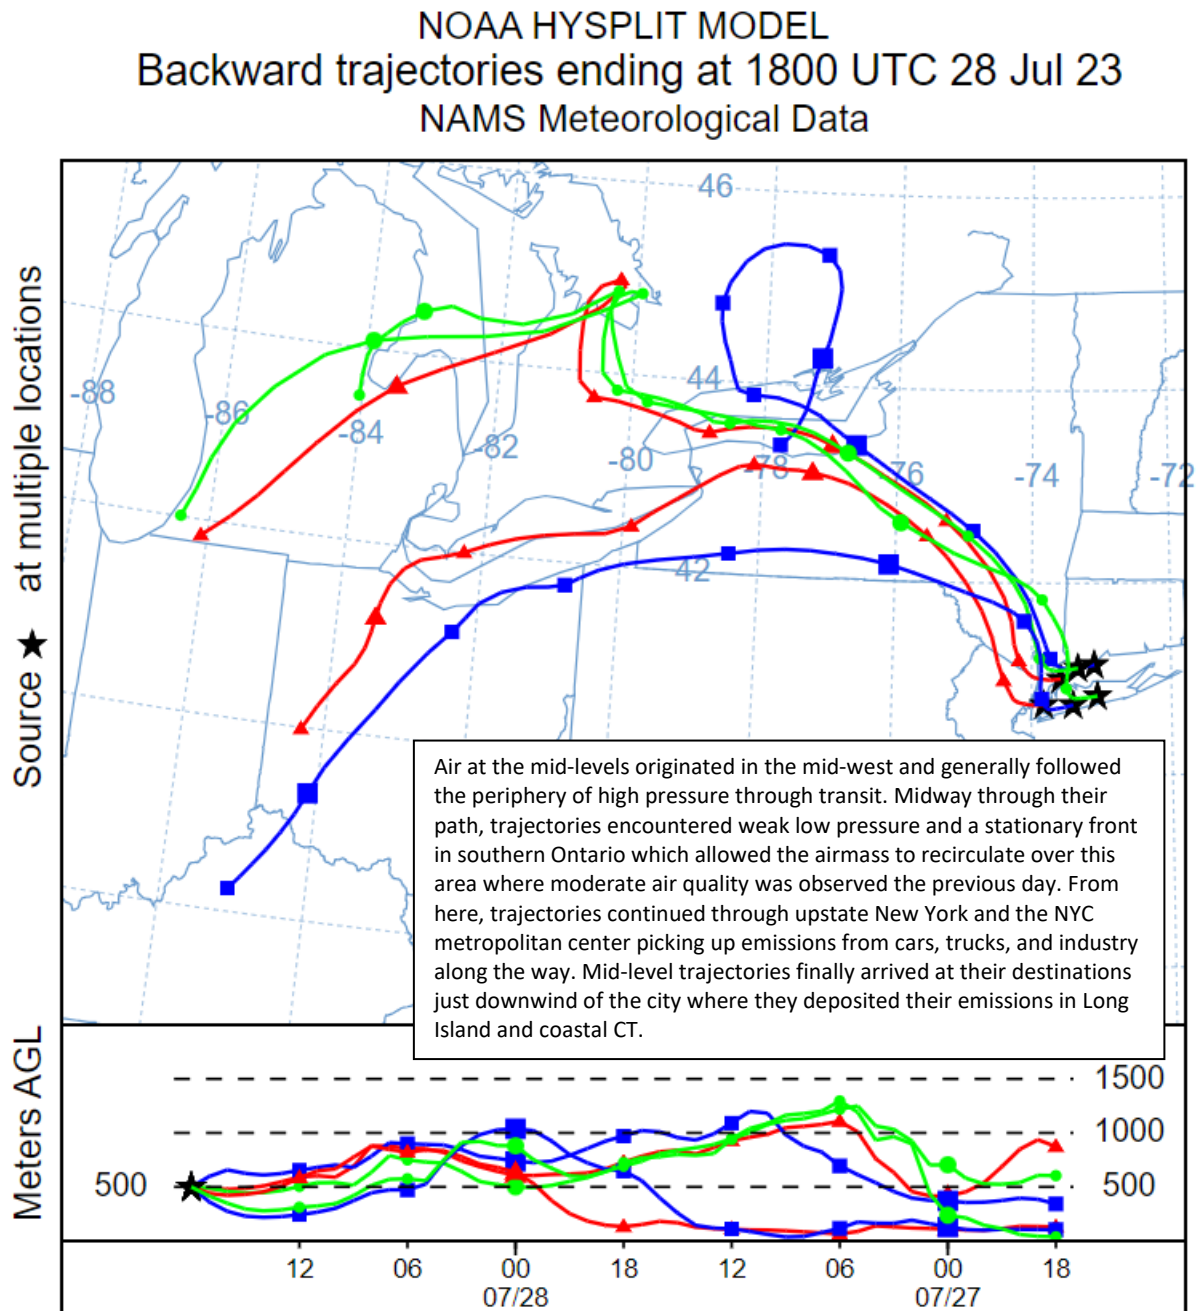 NOAA HYSPLIT MODEL
Backward trajectories ending at 1800 UTC 28 Jul 23
NAMS Meteorological Data
Source ★ at multiple locations
46
-88
-86
-84
-82
-80
44
-78
-76
-74
-72
42
Air at the mid-levels originated in the mid-west and generally followed
the periphery of high pressure through transit. Midway through their
path, trajectories encountered weak low pressure and a stationary front
in southern Ontario which allowed the airmass to recirculate over this
area where moderate air quality was observed the previous day. From
here, trajectories continued through upstate New York and the NYC
metropolitan center picking up emissions from cars, trucks, and industry
along the way. Mid-level trajectories finally arrived at their destinations
just downwind of the city where they deposited their emissions in Long
Island and coastal CT.
Meters AGL
1500
1000
500
500
12 06 00 18 12 06 00 18
07/28 07/27